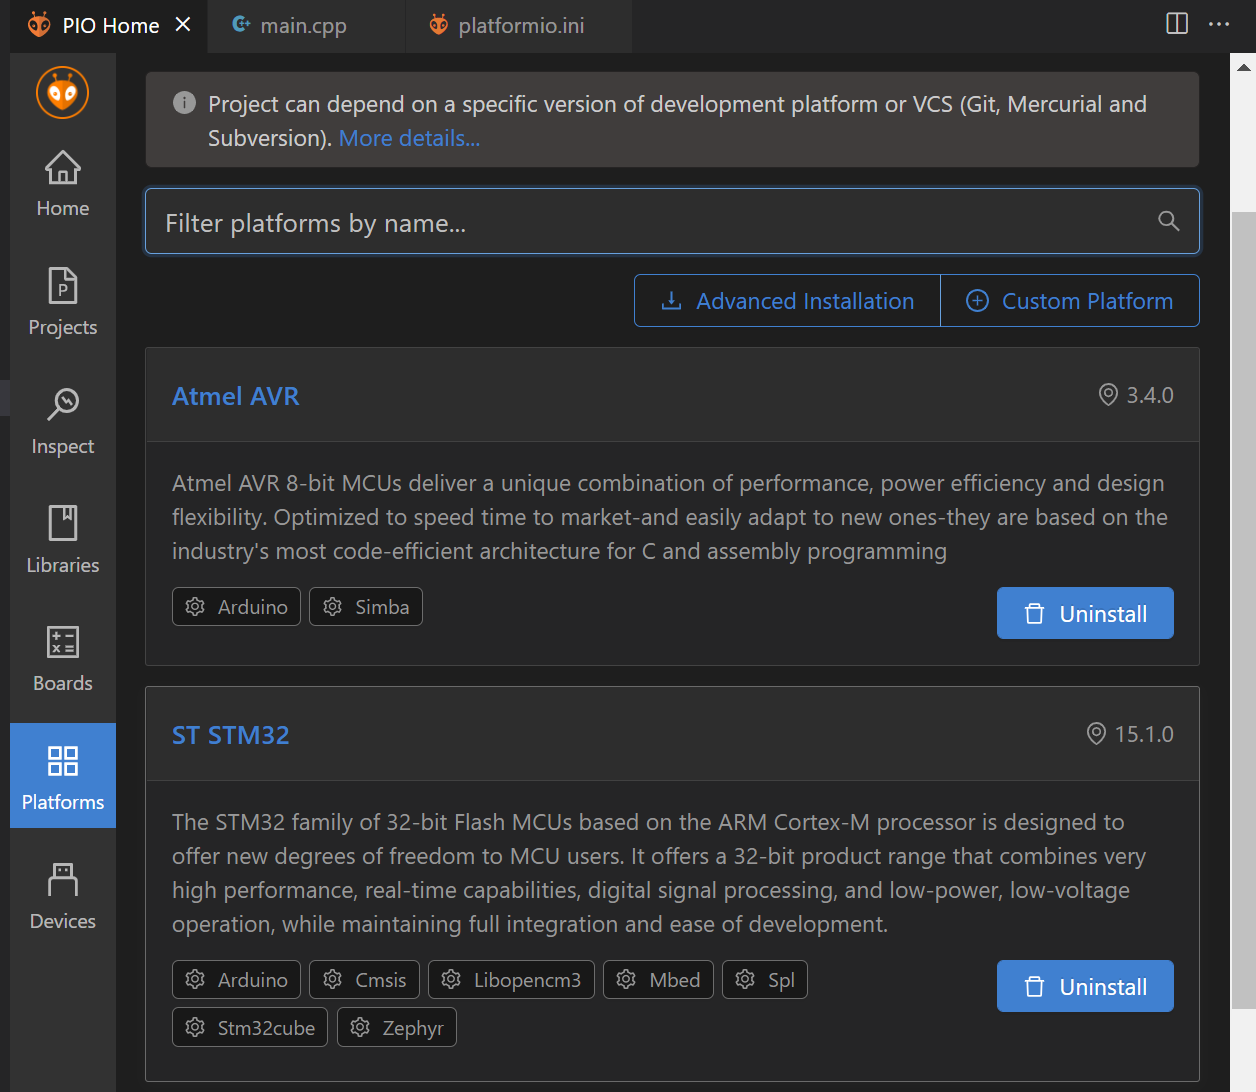 PIO Home
main.cpp
platformio.ini
Project can depend on a specific version of development platform or VCS (Git, Mercurial and
Subversion). More details...
Home
Filter platforms by name...
Projects
Advanced Installation
Custom Platform
Inspect
Libraries
Boards
Platforms
Devices
Atmel AVR
3.4.0
Atmel AVR 8-bit MCUs deliver a unique combination of performance, power efficiency and design
flexibility. Optimized to speed time to market-and easily adapt to new ones-they are based on the
industry's most code-efficient architecture for C and assembly programming
Arduino
Simba
Uninstall
ST STM32
15.1.0
The STM32 family of 32-bit Flash MCUs based on the ARM Cortex-M processor is designed to
offer new degrees of freedom to MCU users. It offers a 32-bit product range that combines very
high performance, real-time capabilities, digital signal processing, and low-power, low-voltage
operation, while maintaining full integration and ease of development.
Arduino
Cmsis
Libopencm3
Mbed
Spl
Uninstall
Stm32cube
Zephyr